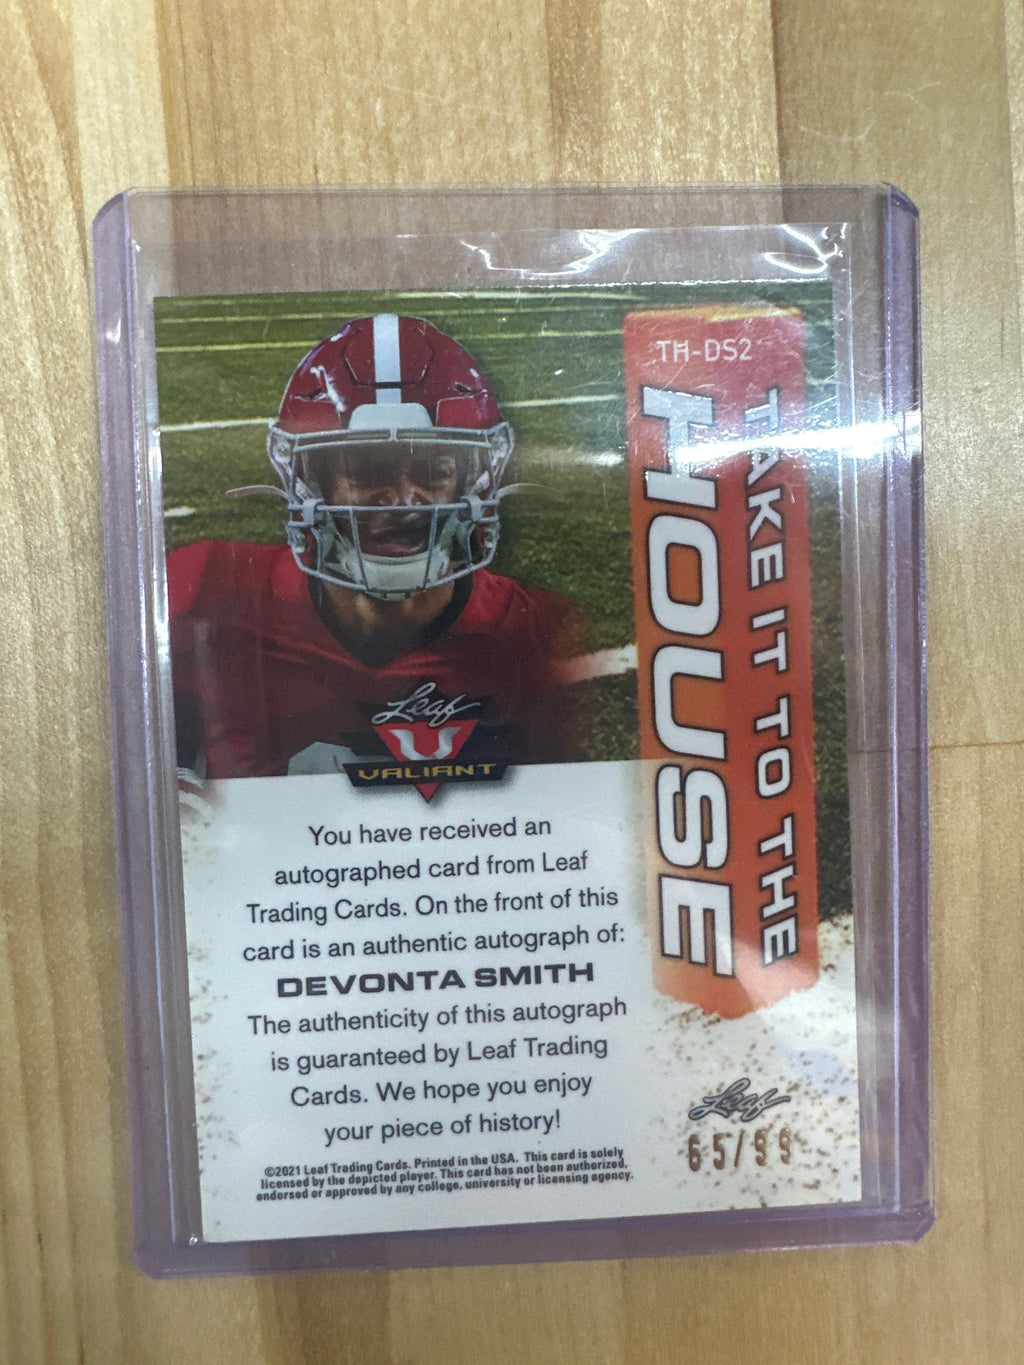 TH-DS2
TAKE IT TO THE
HOUSE
Leaf
VALIANT
You have received an
autographed card from Leaf
Trading Cards. On the front of this
card is an authentic autograph of:
DEVONTA SMITH
The authenticity of this autograph
is guaranteed by Leaf Trading
Cards. We hope you enjoy
your piece of history!
©2021 Leaf Trading Cards. Printed in the USA. This card is solely
licensed by the depicted player. This card has not been authorized,
endorsed or approved by any college, university or licensing agency.
Leaf
65/99